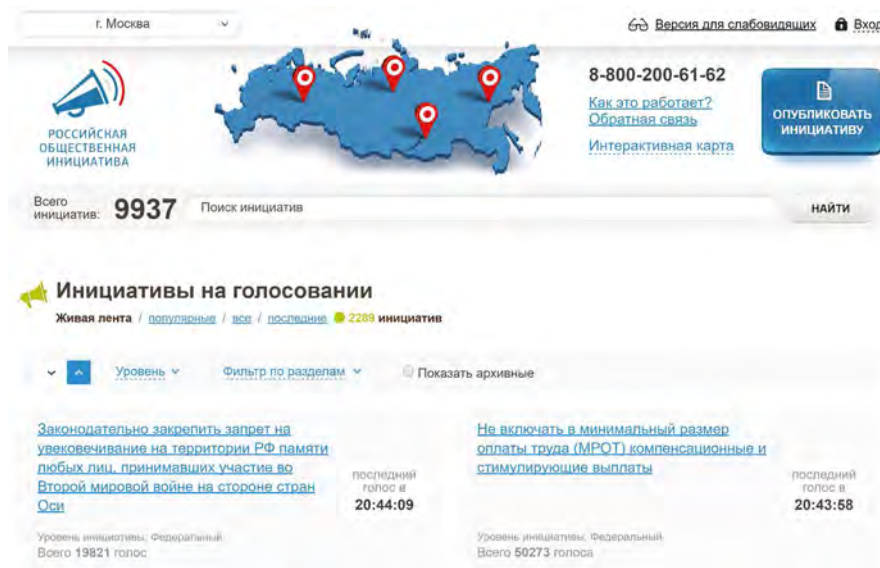 г. Москва
Версия для слабовидящих
Вход
8-800-200-61-62
Как это работает?
Обратная связь
Интерактивная карта
ОПУБЛИКОВАТЬ
ИНИЦИАТИВУ
РОССИЙСКАЯ
ОБЩЕСТВЕННАЯ
ИНИЦИАТИВА
Всего
инициатив: 9937 Поиск инициатив НАЙТИ
Инициативы на голосовании
Живая лента / популярные / все / последние 2289 инициатив
Уровень Фильтр по разделам Показать архивные
Законодательно закрепить запрет на
увековечивание на территории РФ памяти
любых лиц, принимавших участие во
Второй мировой войне на стороне стран
Оси
последний
голос в
20:44:09
Уровень инициативы: Федеральный
Всего 19821 голос
Не включать в минимальный размер
оплаты труда (МРОТ) компенсационные и
стимулирующие выплаты
последний
голос в
20:43:58
Уровень инициативы: Федеральный
Всего 50273 голоса